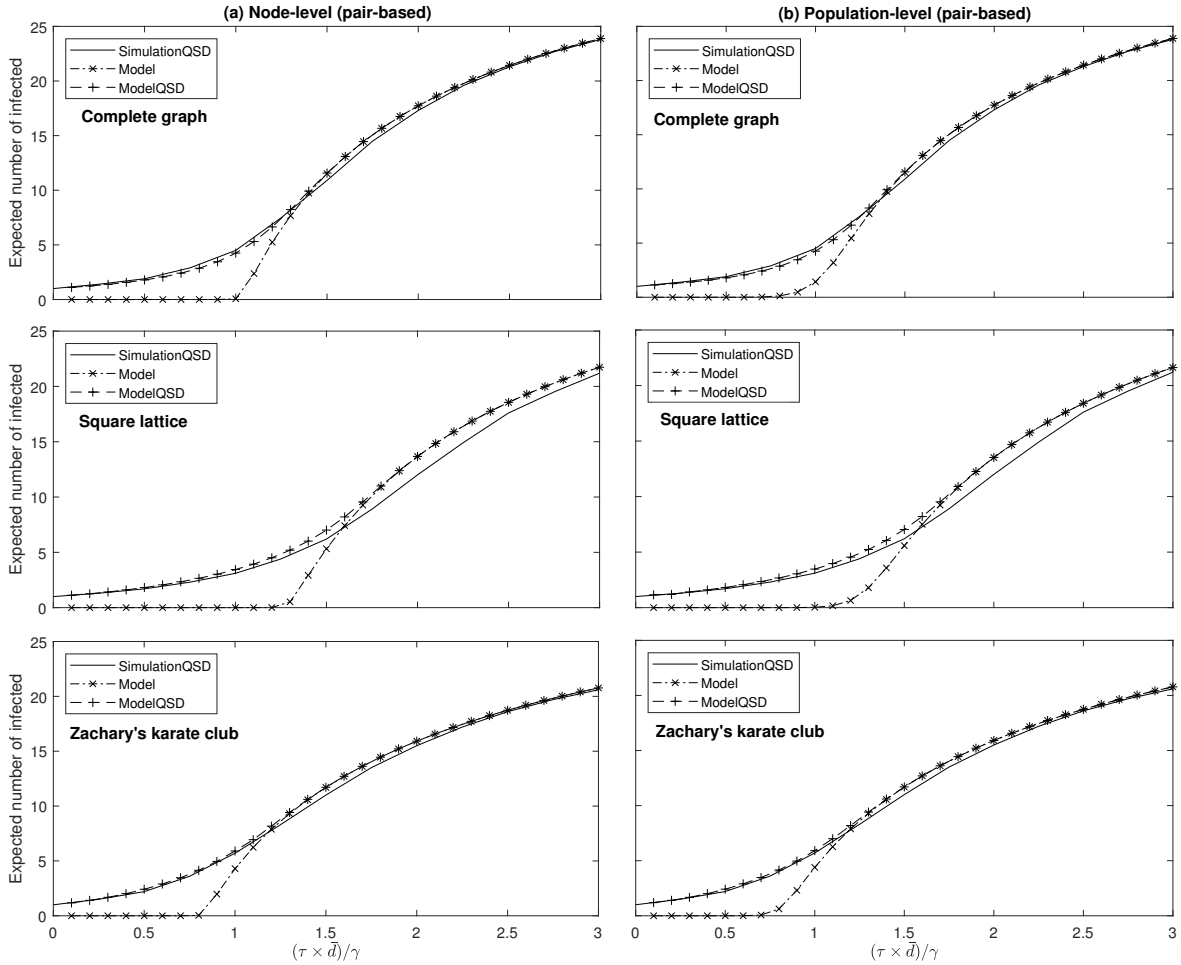 (a) Node-level (pair-based)
25
20
15
10
5
0
Expected number of infected
SimulationQSD
Model
ModelQSD
Complete graph
(b) Population-level (pair-based)
SimulationQSD
Model
ModelQSD
Complete graph
25
20
15
10
5
0
Expected number of infected
SimulationQSD
Model
ModelQSD
Square lattice
SimulationQSD
Model
ModelQSD
Square lattice
25
20
15
10
5
0
Expected number of infected
SimulationQSD
Model
ModelQSD
Zachary's karate club
0 0.5 1 1.5 2 2.5 3
(τ × d̄)/γ
SimulationQSD
Model
ModelQSD
Zachary's karate club
0 0.5 1 1.5 2 2.5 3
(τ × d̄)/γ